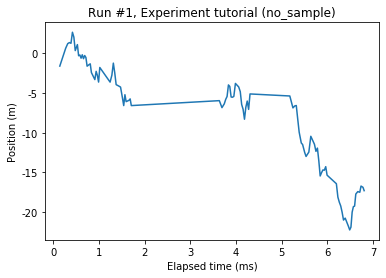 Run #1, Experiment tutorial (no_sample)
Position (m)
0
-5
-10
-15
-20
0 1 2 3 4 5 6 7
Elapsed time (ms)